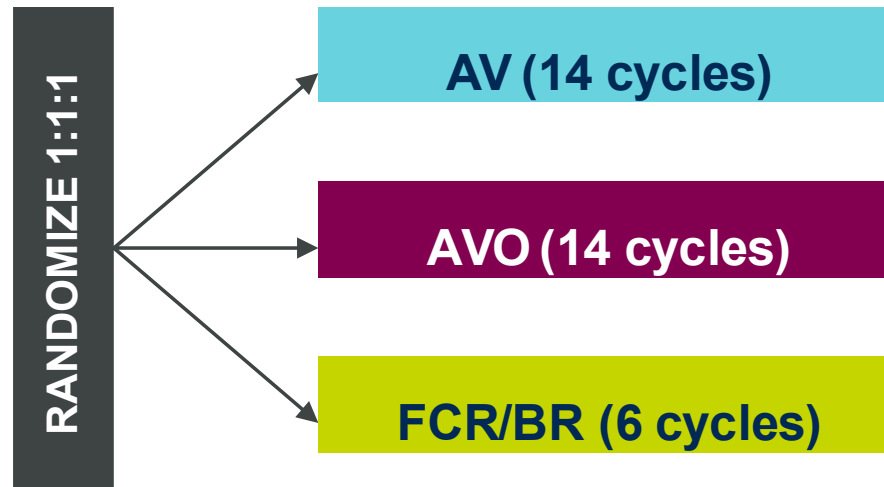 RANDOMIZE 1:1:1
AV (14 cycles)
AVO (14 cycles)
FCR/BR (6 cycles)